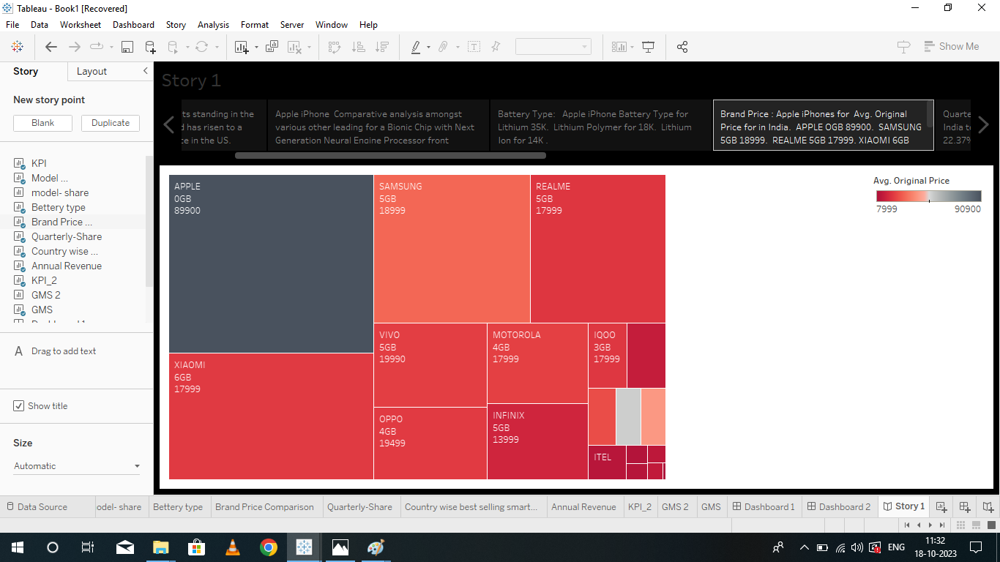 Tableau - Book1 [Recovered]
File Data Worksheet Dashboard Story Analysis Format Server Window Help
Show Me
Story Layout
New story point
Blank Duplicate
KPI
Model ...
model- share
Bettery type
Brand Price ...
Quarterly-Share
Country wise ...
Annual Revenue
KPI_2
GMS 2
GMS
Drag to add text
Show title
Size
Automatic
Story 1
ts standing in the
d has risen to a
ce in the US.
Apple iPhone Comparative analysis amongst
various other leading for a Bionic Chip with Next
Generation Neural Engine Processor front
Battery Type: Apple iPhone Battery Type for
Lithium 35K. Lithium Polymer for 18K. Lithium
Ion for 14K .
Brand Price : Apple iPhones for Avg. Original
Price for in India. APPLE OGB 89900. SAMSUNG
5GB 18999. REALME 5GB 17999. XIAOMI 6GB
Quarte
India to
22.37%
APPLE
0GB
89900
SAMSUNG
5GB
18999
REALME
5GB
17999
XIAOMI
6GB
17999
VIVO
5GB
19990
MOTOROLA
4GB
17999
IQOO
3GB
17999
OPPO
4GB
19499
INFINIX
5GB
13999
ITEL
Avg. Original Price
7999 90900
Data Source odel- share Bettery type Brand Price Comparison Quarterly-Share Country wise best selling smart... Annual Revenue KPI_2 GMS 2 GMS Dashboard 1 Dashboard 2 Story 1
ENG
11:32
18-10-2023